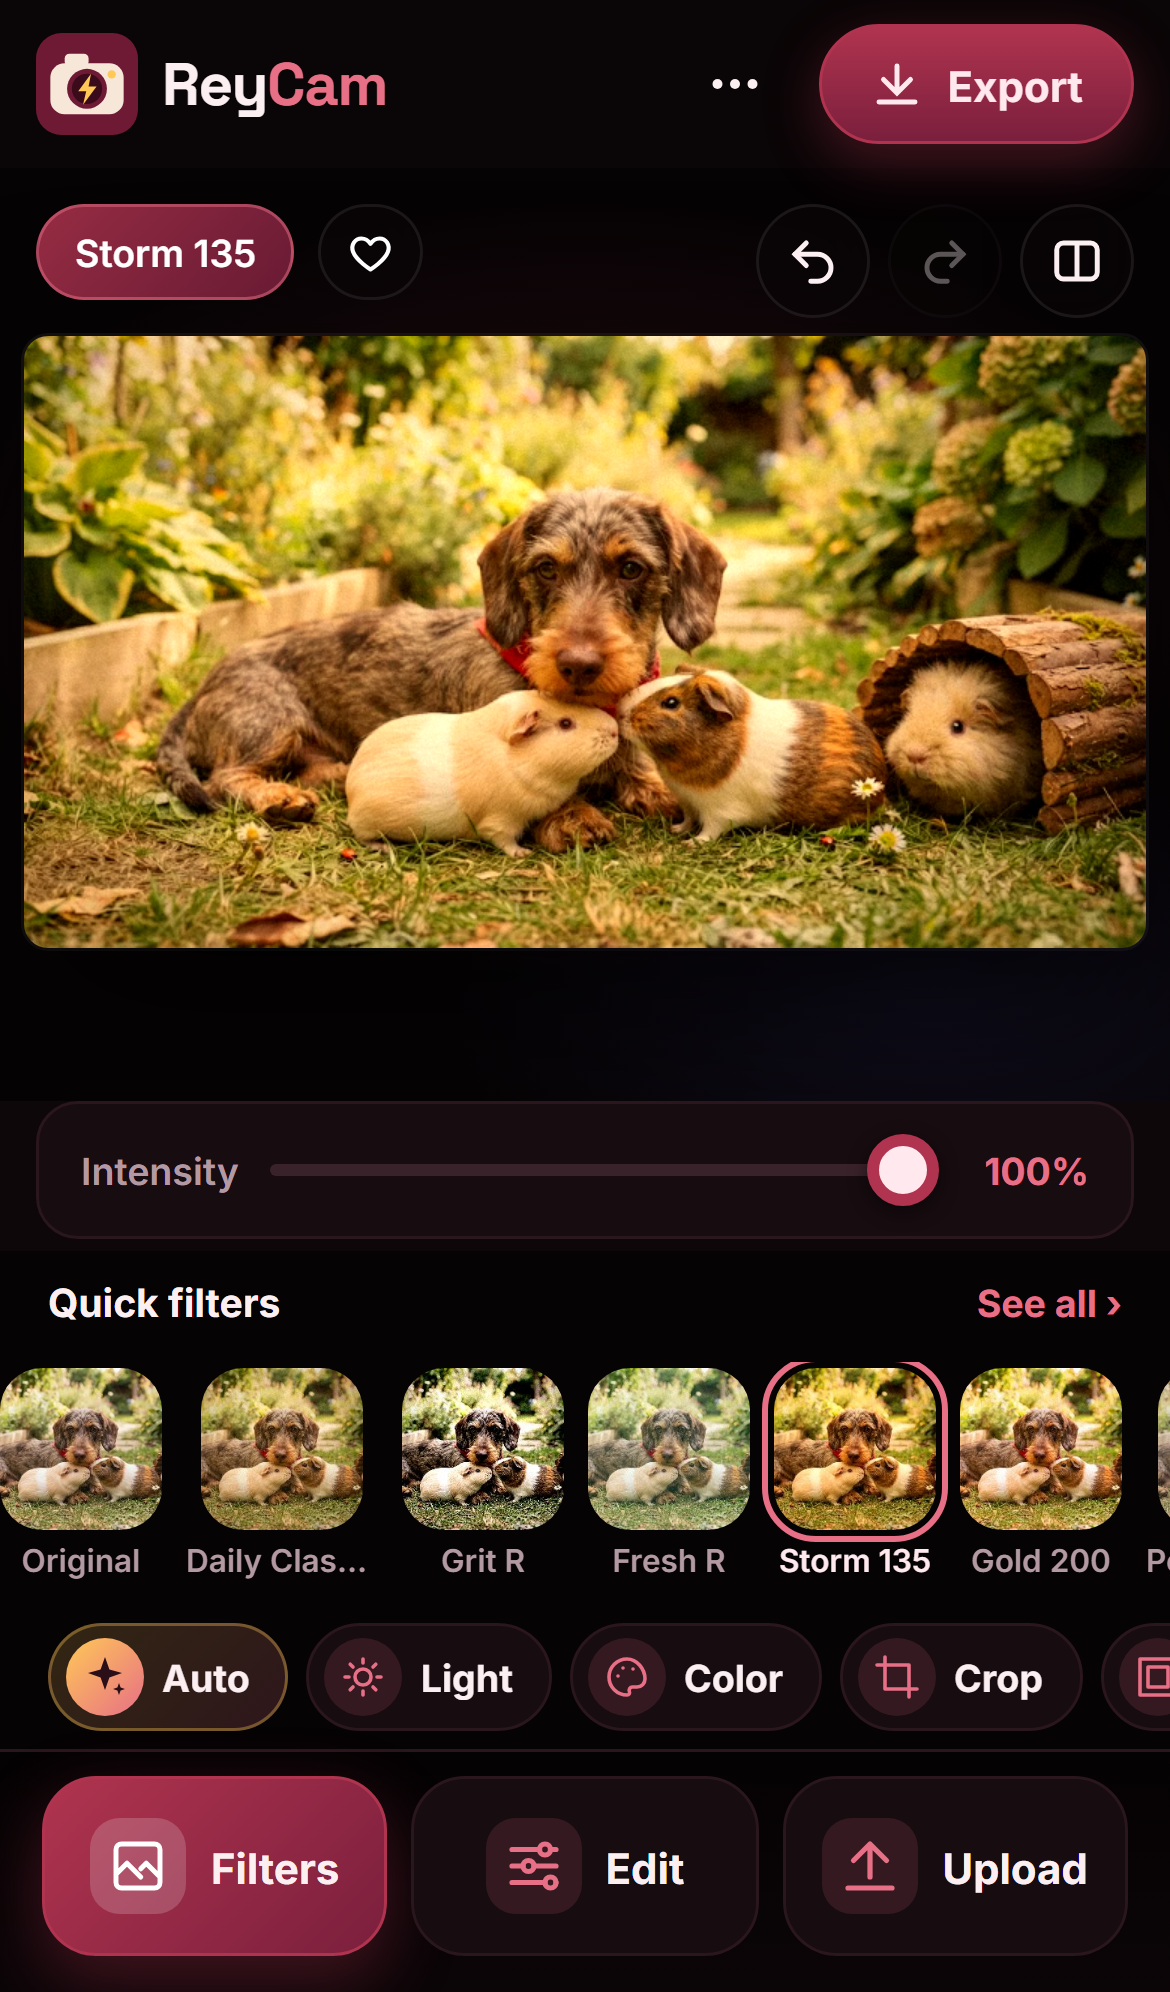 ReyCam
Export
Storm 135
Intensity
100%
Quick filters
See all ›
Original
Daily Clas...
Grit R
Fresh R
Storm 135
Gold 200
Auto
Light
Color
Crop
Filters
Edit
Upload